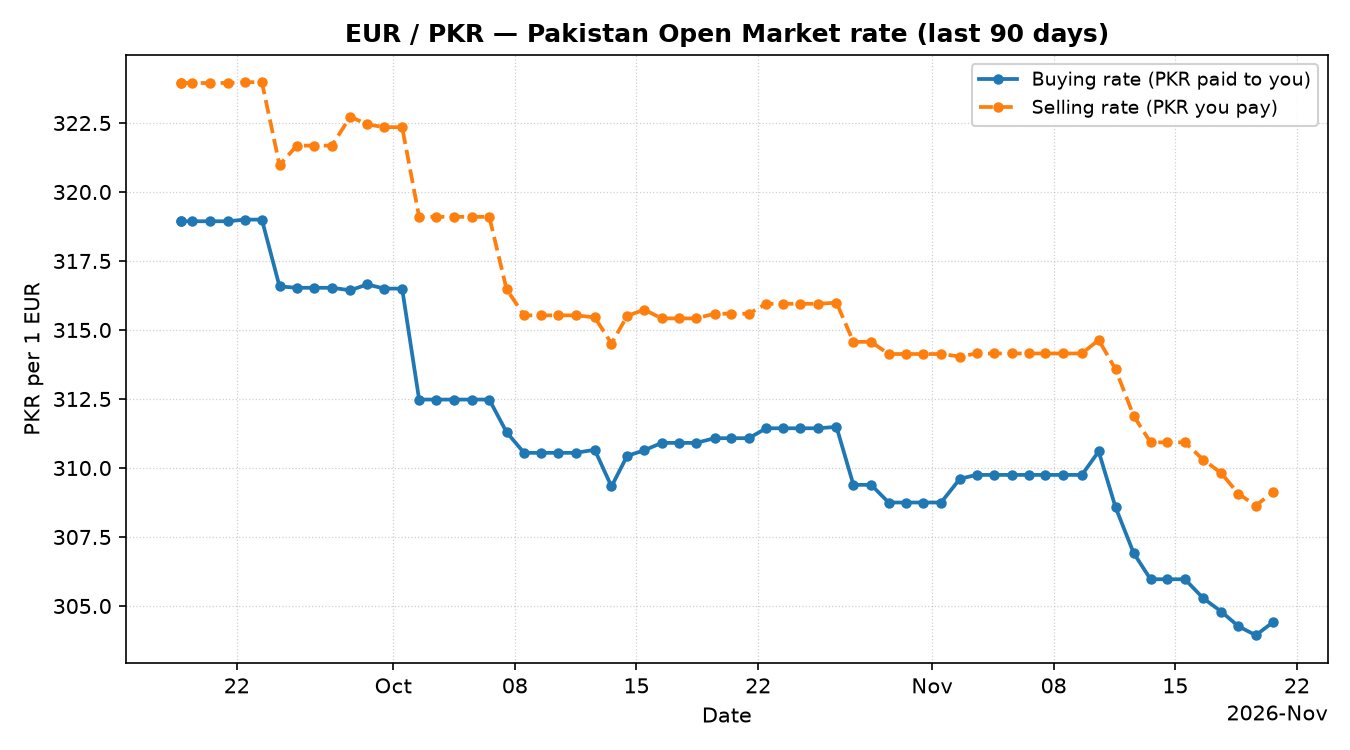 EUR / PKR — Pakistan Open Market rate (last 90 days)
Buying rate (PKR paid to you)
Selling rate (PKR you pay)
PKR per 1 EUR
322.5
320.0
317.5
315.0
312.5
310.0
307.5
305.0
22 Oct 08 15 22 Nov 08 15 22
Date
2026-Nov